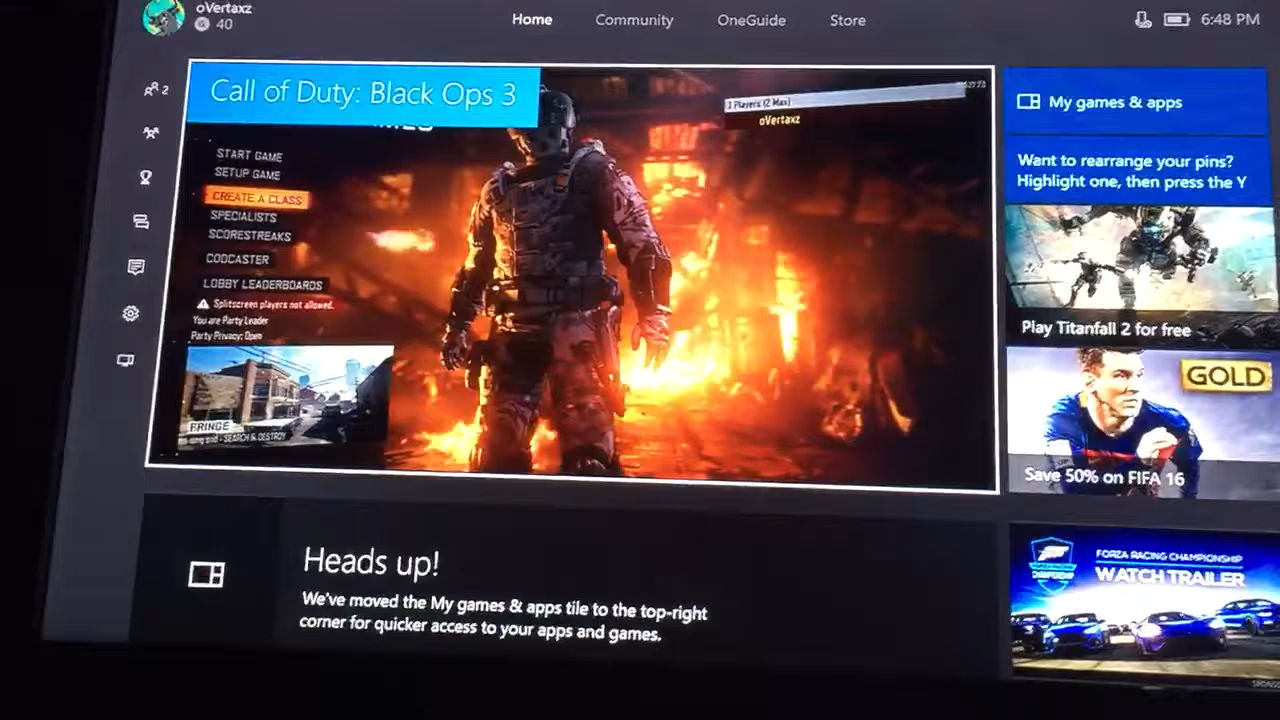 oVertaxz
G 40
Home
Community
OneGuide
Store
6:48 PM
2
Call of Duty: Black Ops 3
START GAME
SETUP GAME
CREATE A CLASS
SPECIALISTS
SCORESTREAKS
CODCASTER
LOBBY LEADERBOARDS
Splitscreen players not allowed.
You are Party Leader
Party Privacy: Open
FRINGE
SEARCH & DESTROY
Players (2 Max)
oVertaxz
My games & apps
Want to rearrange your pins?
Highlight one, then press the Y
Play Titanfall 2 for free
GOLD
Save 50% on FIFA 16
Heads up!
We've moved the My games & apps tile to the top-right
corner for quicker access to your apps and games.
FORZA RACING CHAMPIONSHIP
WATCH TRAILER